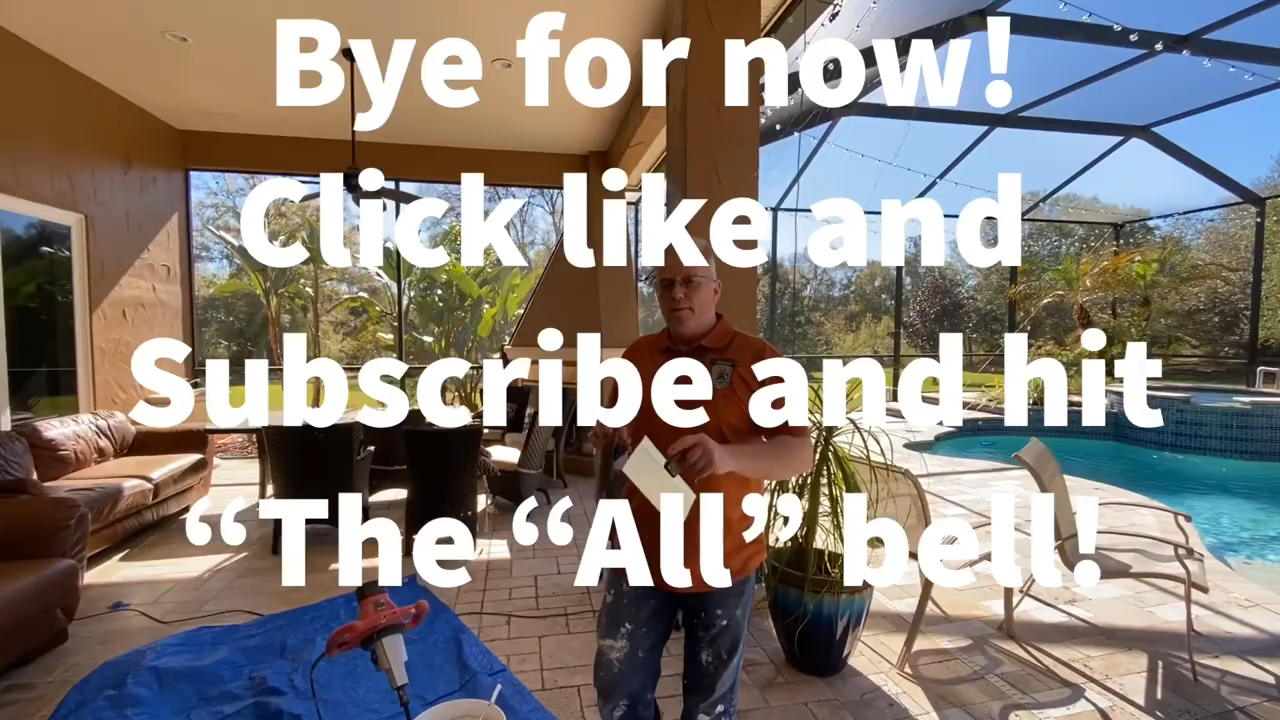 Bye for now!
Click like and
Subscribe and hit
“The “All” bell!